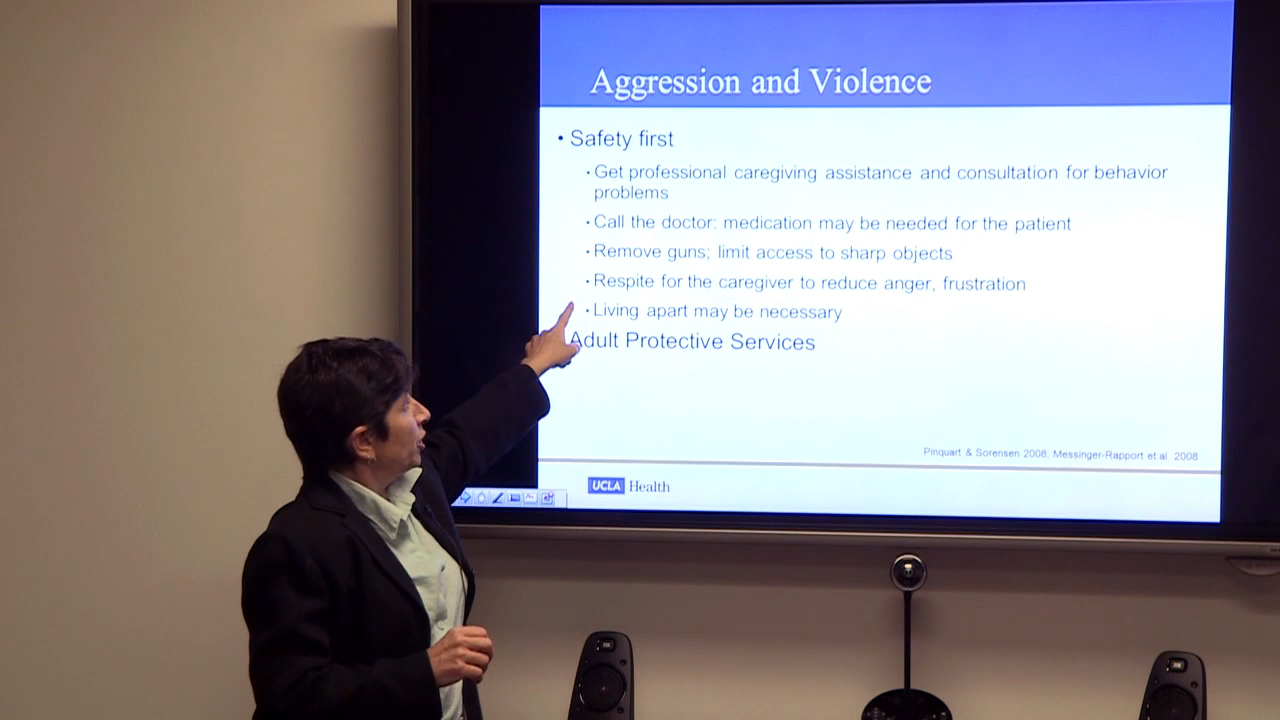 Aggression and Violence
• Safety first
• Get professional caregiving assistance and consultation for behavior
problems
• Call the doctor: medication may be needed for the patient
• Remove guns; limit access to sharp objects
• Respite for the caregiver to reduce anger, frustration
• Living apart may be necessary
Adult Protective Services
Pinquart & Sorensen 2008; Messinger-Rapport et al 2008
UCLA Health